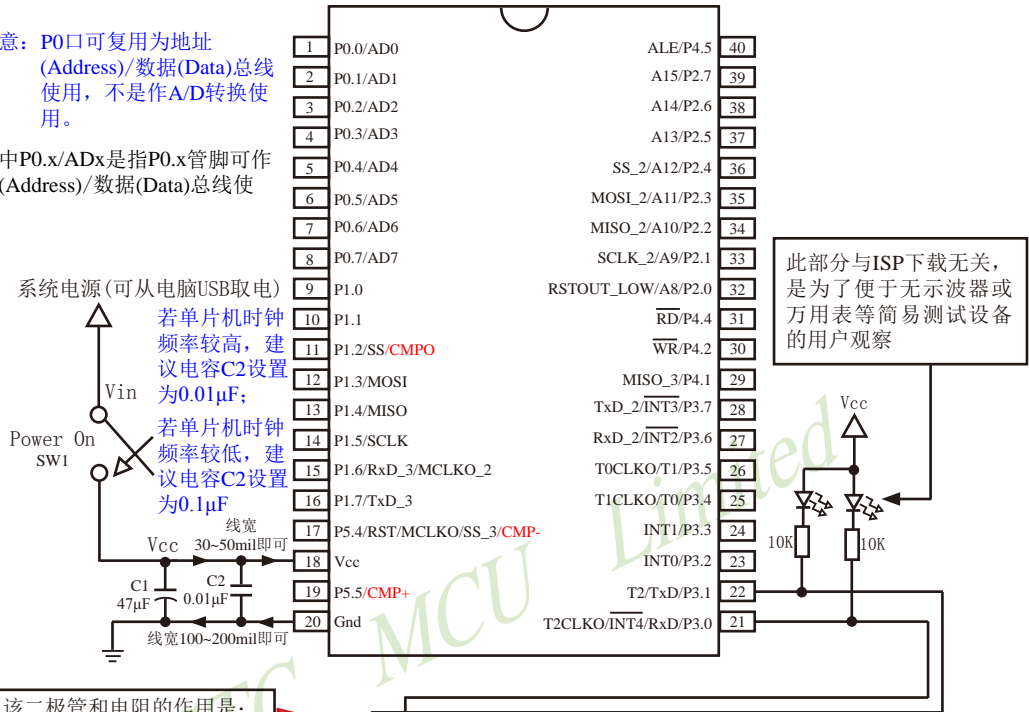 意：P0口可复用为地址
(Address)/数据(Data)总线
使用，不是作A/D转换使
用。
中P0.x/ADx是指P0.x管脚可作
(Address)/数据(Data)总线使
系统电源(可从电脑USB取电)
若单片机时钟
频率较高，建
议电容C2设置
为0.01μF；
若单片机时钟
频率较低，建
议电容C2设置
为0.1μF
Vin
Power On
SW1
线宽
30~50mil即可
Vcc
C1
47μF
C2
0.01μF
线宽100~200mil即可
1 P0.0/AD0
2 P0.1/AD1
3 P0.2/AD2
4 P0.3/AD3
5 P0.4/AD4
6 P0.5/AD5
7 P0.6/AD6
8 P0.7/AD7
9 P1.0
10 P1.1
11 P1.2/SS/CMPO
12 P1.3/MOSI
13 P1.4/MISO
14 P1.5/SCLK
15 P1.6/RxD_3/MCLKO_2
16 P1.7/TxD_3
17 P5.4/RST/MCLKO/SS_3/CMP-
18 Vcc
19 P5.5/CMP+
20 Gnd
ALE/P4.5 40
A15/P2.7 39
A14/P2.6 38
A13/P2.5 37
SS_2/A12/P2.4 36
MOSI_2/A11/P2.3 35
MISO_2/A10/P2.2 34
SCLK_2/A9/P2.1 33
RSTOUT_LOW/A8/P2.0 32
RD/P4.4 31
WR/P4.2 30
MISO_3/P4.1 29
TxD_2/INT3/P3.7 28
RxD_2/INT2/P3.6 27
T0CLKO/T1/P3.5 26
T1CLKO/T0/P3.4 25
INT1/P3.3 24
INT0/P3.2 23
T2/TxD/P3.1 22
T2CLKO/INT4/RxD/P3.0 21
此部分与ISP下载无关，
是为了便于无示波器或
万用表等简易测试设备
的用户观察
Vcc
10K
10K
MCU Limited
该二极管和电阻的作用是：